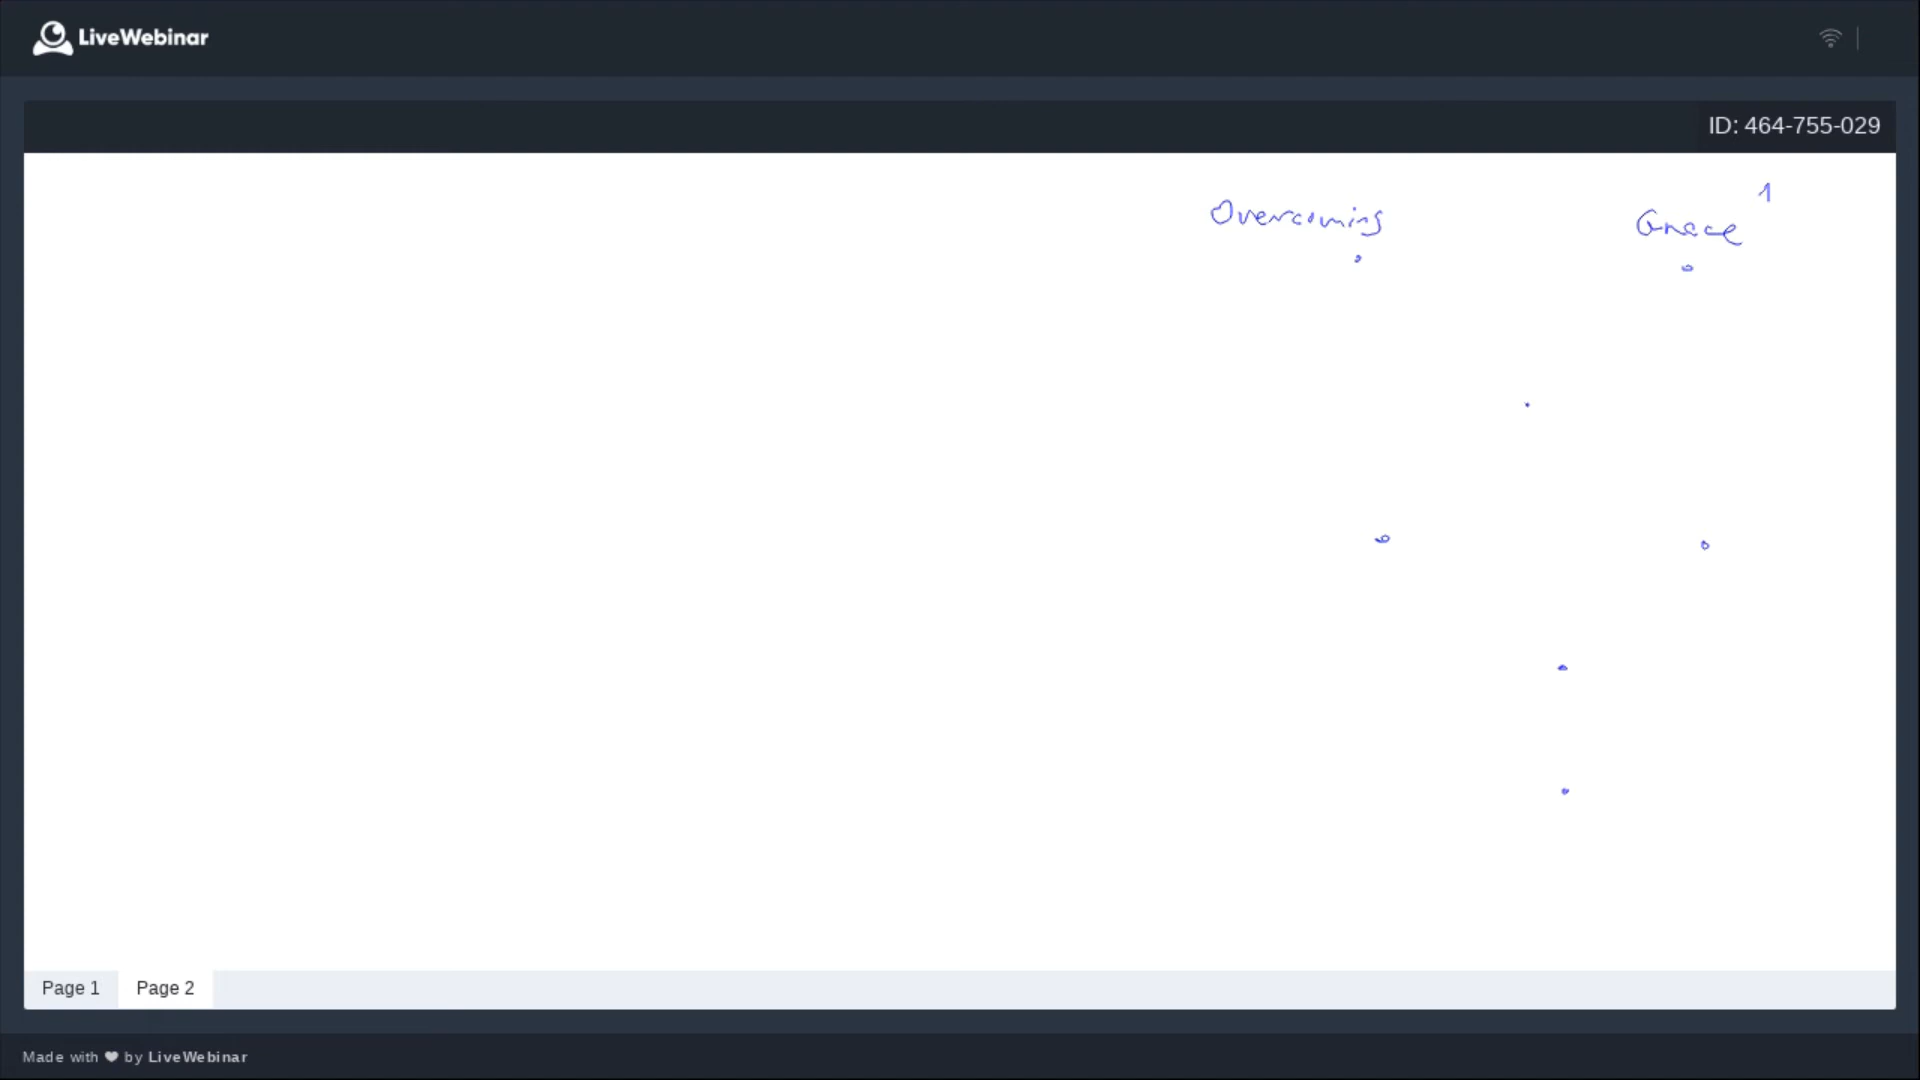 LiveWebinar
ID: 464-755-029
1
Overcoming Grace
Page 1 Page 2
Made with ❤ by LiveWebinar